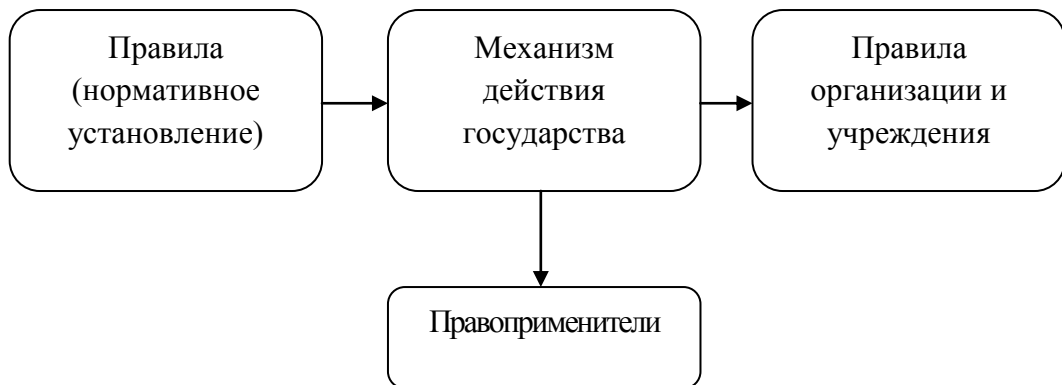 Правила
(нормативное
установление)
Механизм
действия
государства
Правила
организации и
учреждения
Правоприменители